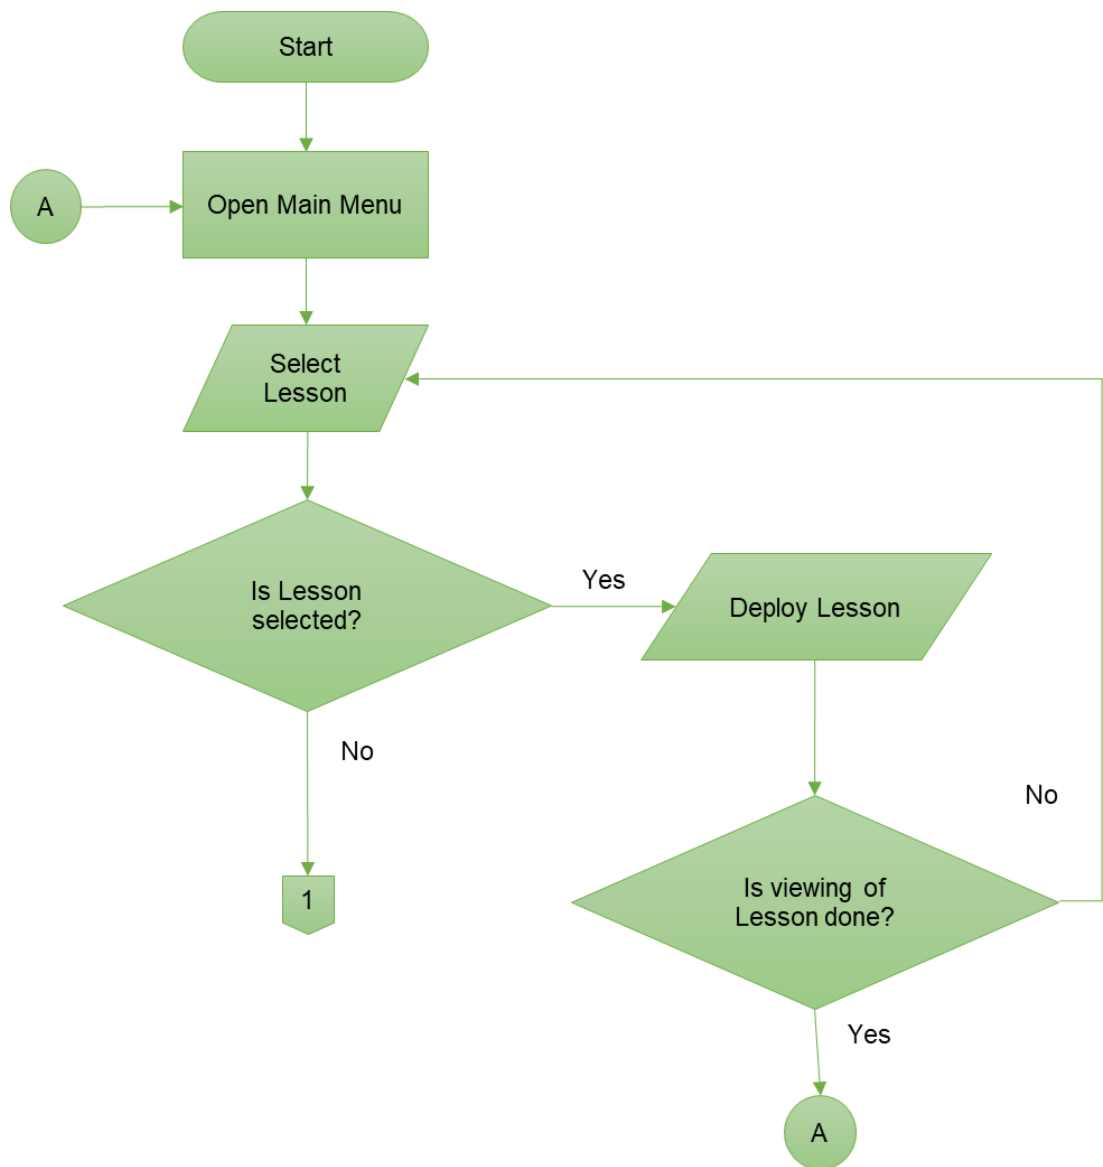 Start
A
Open Main Menu
Select
Lesson
Is Lesson
selected?
Yes
Deploy Lesson
No
1
No
Is viewing of
Lesson done?
Yes
A